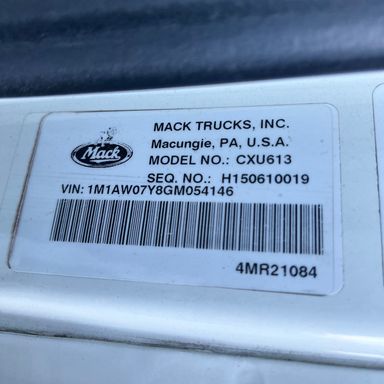 MACK TRUCKS, INC.
Macungie, PA, U.S.A.
Mack
MODEL NO.: CXU613
SEQ. NO.: H150610019
VIN: 1M1AW07Y8GM054146
4MR21084